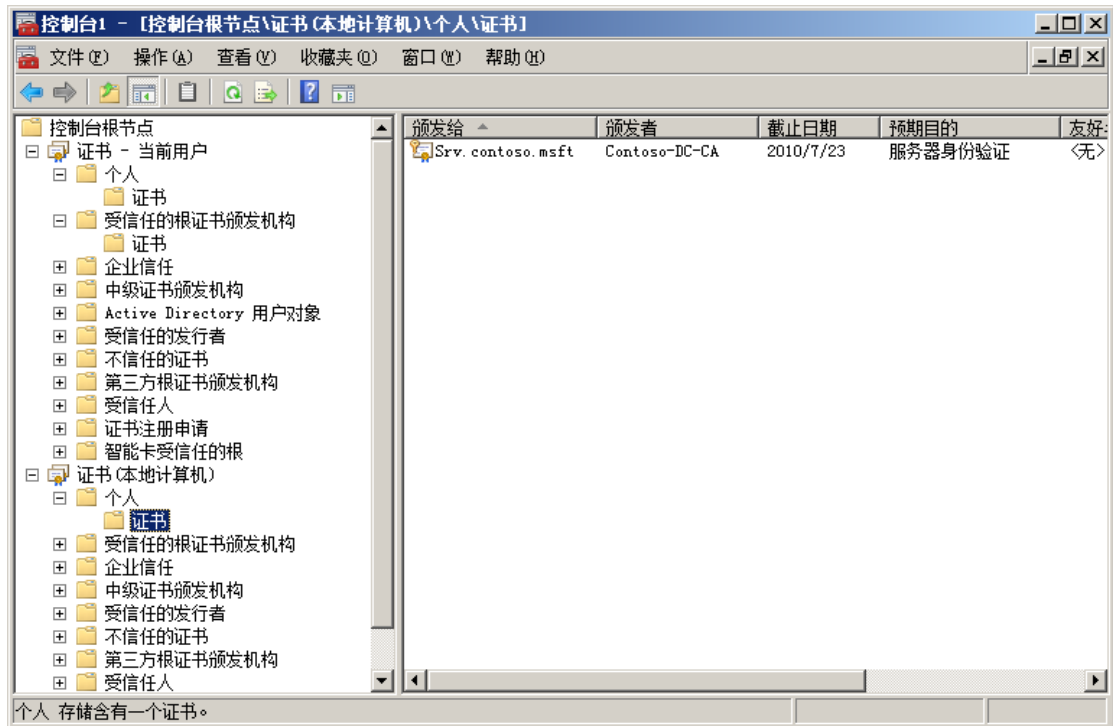 控制台1 - [控制台根节点\证书(本地计算机)\个人\证书]
文件(F) 操作(A) 查看(V) 收藏夹(O) 窗口(W) 帮助(H)
控制台根节点
证书 - 当前用户
个人
证书
受信任的根证书颁发机构
证书
企业信任
中级证书颁发机构
Active Directory 用户对象
受信任的发行者
不信任的证书
第三方根证书颁发机构
受信任人
证书注册申请
智能卡受信任的根
证书(本地计算机)
个人
证书
受信任的根证书颁发机构
企业信任
中级证书颁发机构
受信任的发行者
不信任的证书
第三方根证书颁发机构
受信任人
颁发给 颁发者 截止日期 预期目的 友好
Srv.contoso.msft Contoso-DC-CA 2010/7/23 服务器身份验证 <无>
个人 存储含有一个证书。